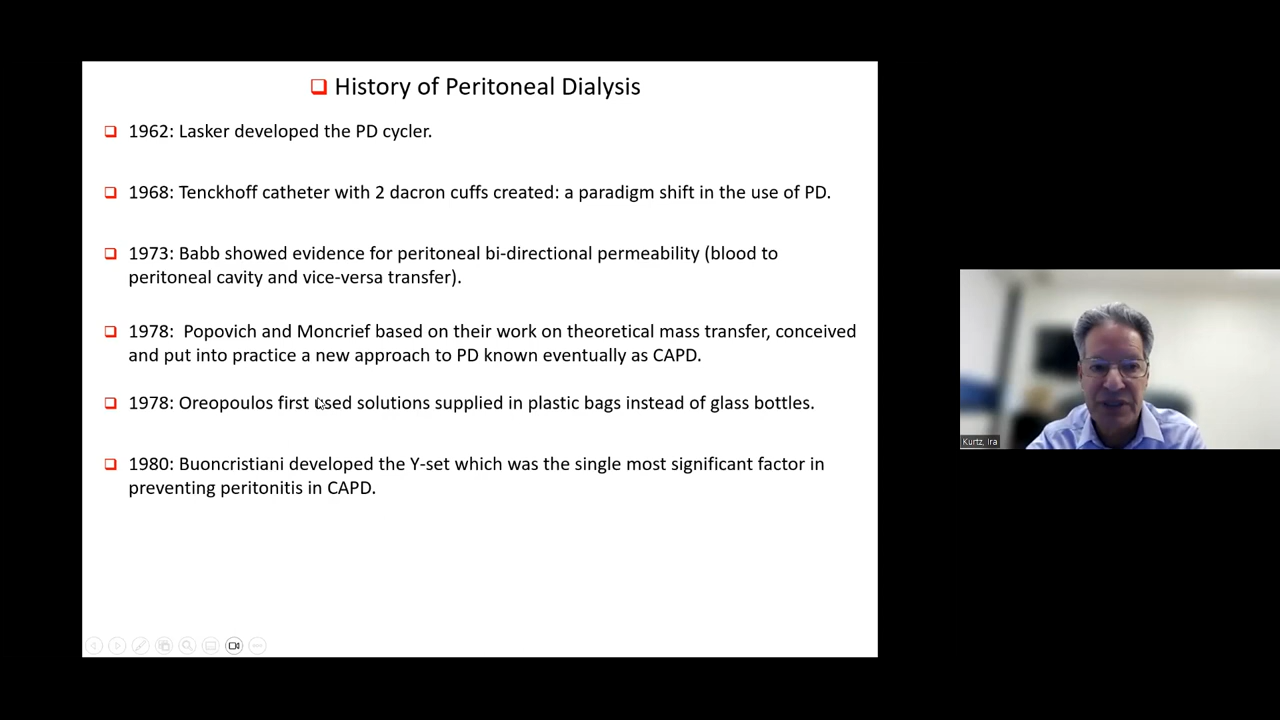 History of Peritoneal Dialysis
1962: Lasker developed the PD cycler.
1968: Tenckhoff catheter with 2 dacron cuffs created: a paradigm shift in the use of PD.
1973: Babb showed evidence for peritoneal bi-directional permeability (blood to
peritoneal cavity and vice-versa transfer).
1978:  Popovich and Moncrief based on their work on theoretical mass transfer, conceived
and put into practice a new approach to PD known eventually as CAPD.
1978: Oreopoulos first used solutions supplied in plastic bags instead of glass bottles.
1980: Buoncristiani developed the Y-set which was the single most significant factor in
preventing peritonitis in CAPD.
Kurtz, Ira